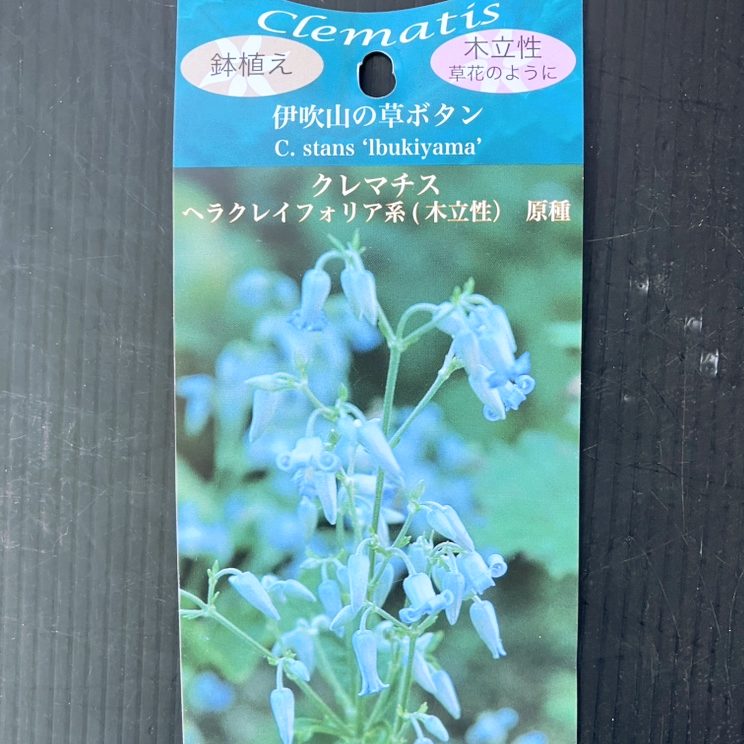 Clematis
鉢植え
木立性
草花のように
伊吹山の草ボタン
C. stans ‘lbukiyama’
クレマチス
ヘラクレイフォリア系(木立性） 原種